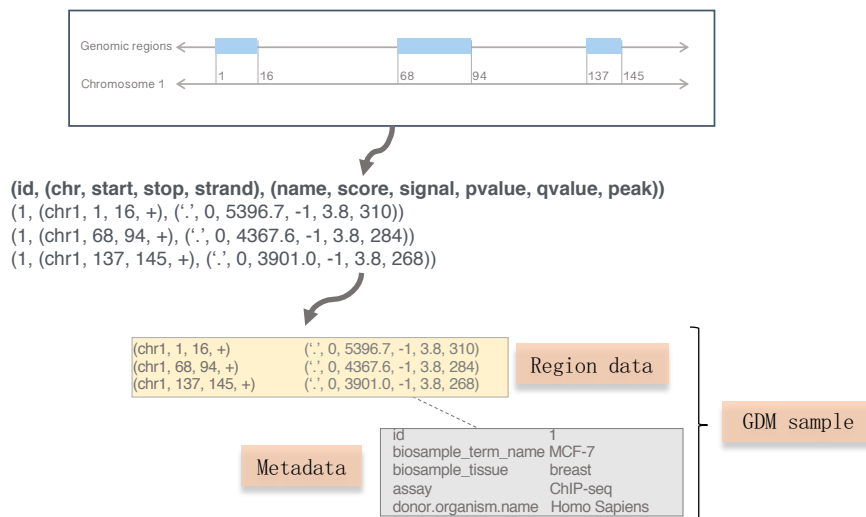 Genomic regions
1 16 68 94 137 145
Chromosome 1
(id, (chr, start, stop, strand), (name, score, signal, pvalue, qvalue, peak))
(1, (chr1, 1, 16, +), (‘.’, 0, 5396.7, -1, 3.8, 310))
(1, (chr1, 68, 94, +), (‘.’, 0, 4367.6, -1, 3.8, 284))
(1, (chr1, 137, 145, +), (‘.’, 0, 3901.0, -1, 3.8, 268))
(chr1, 1, 16, +) (‘.’, 0, 5396.7, -1, 3.8, 310)
(chr1, 68, 94, +) (‘.’, 0, 4367.6, -1, 3.8, 284)
(chr1, 137, 145, +) (‘.’, 0, 3901.0, -1, 3.8, 268)
Region data
GDM sample
Metadata
id 1
biosample_term_name MCF-7
biosample_tissue breast
assay ChIP-seq
donor.organism.name Homo Sapiens